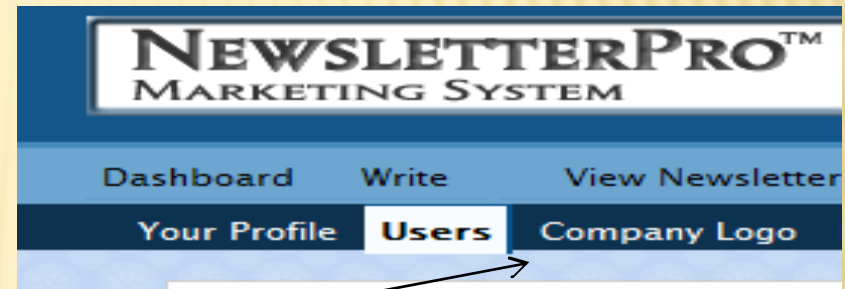 NEWSLETTERPRO™
MARKETING SYSTEM
Dashboard Write View Newsletter
Your Profile Users Company Logo